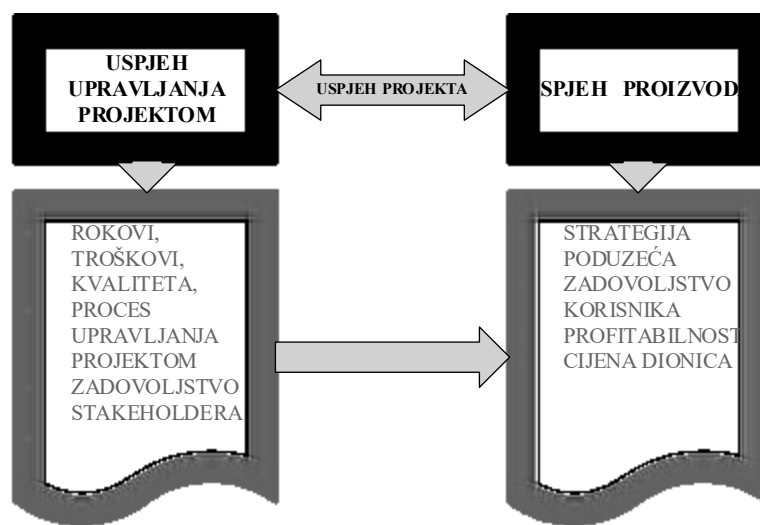 USPJEH
UPRAVLJANJA
PROJEKTOM
USPJEH PROJEKTA
SPJEH PROIZVOD
ROKOVI,
TROŠKOVI,
KVALITETA,
PROCES
UPRAVLJANJA
PROJEKTOM
ZADOVOLJSTVO
STAKEHOLDERA
STRATEGIJA
PODUZEĆA
ZADOVOLJSTVO
KORISNIKA
PROFITABILNOST
CIJENA DIONICA